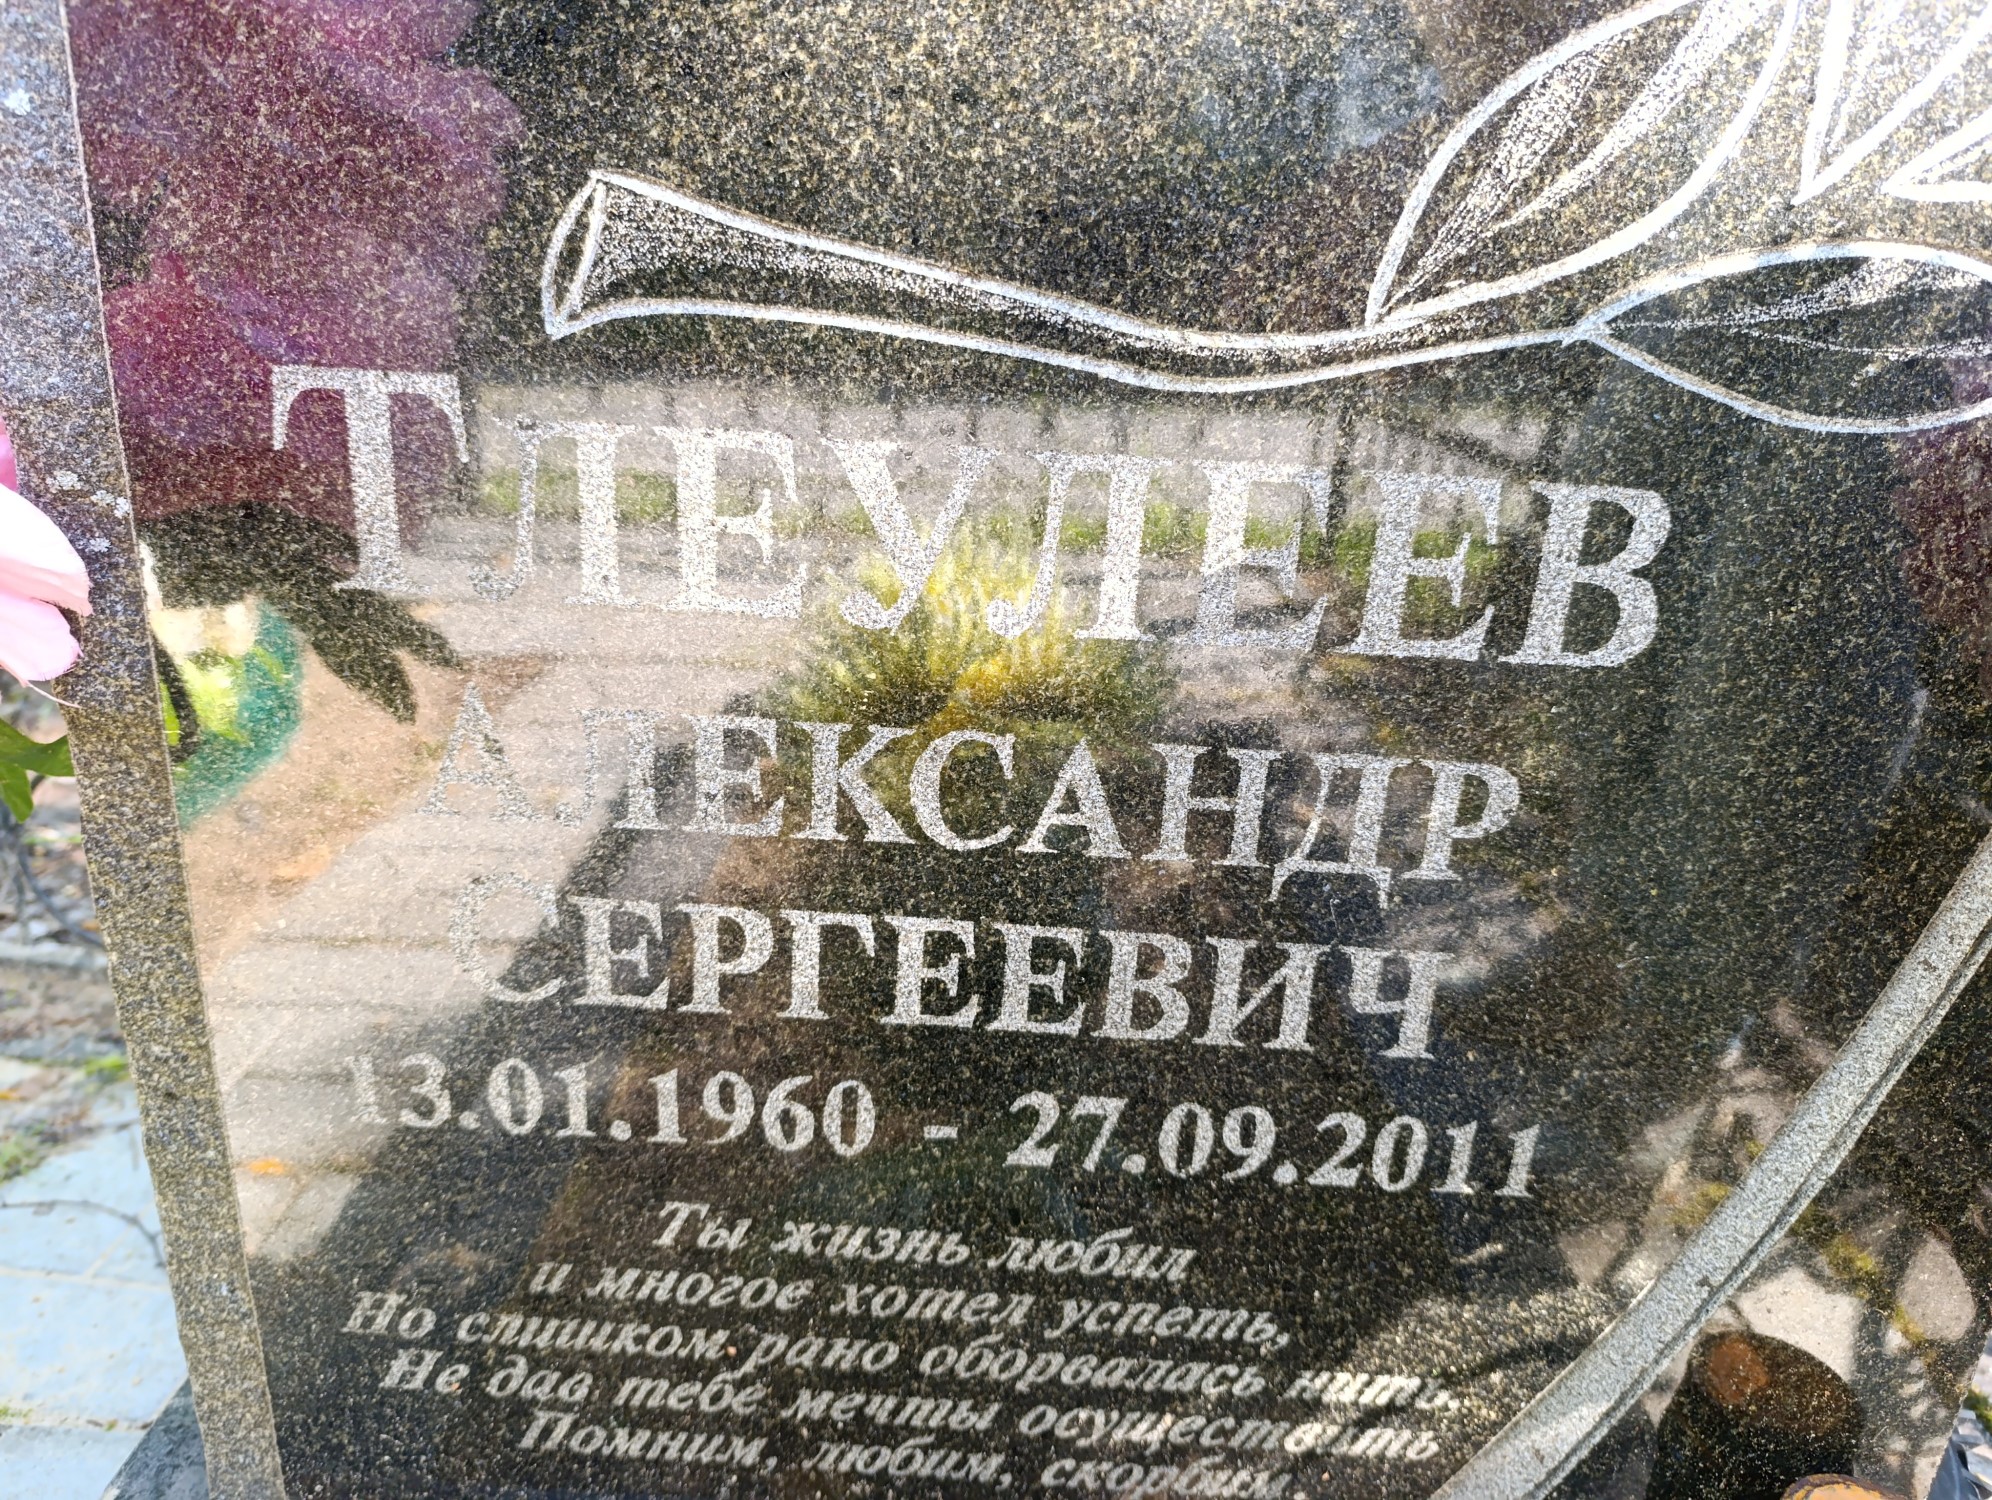 ТЛЕУЛЕЕВ
АЛЕКСАНДР
СЕРГЕЕВИЧ
13.01.1960 - 27.09.2011
Ты жизнь любил
и многое хотел успеть,
Но слишком рано оборвалась нить.
Не дав тебе мечты осуществить
Помним, любим, скорбим.